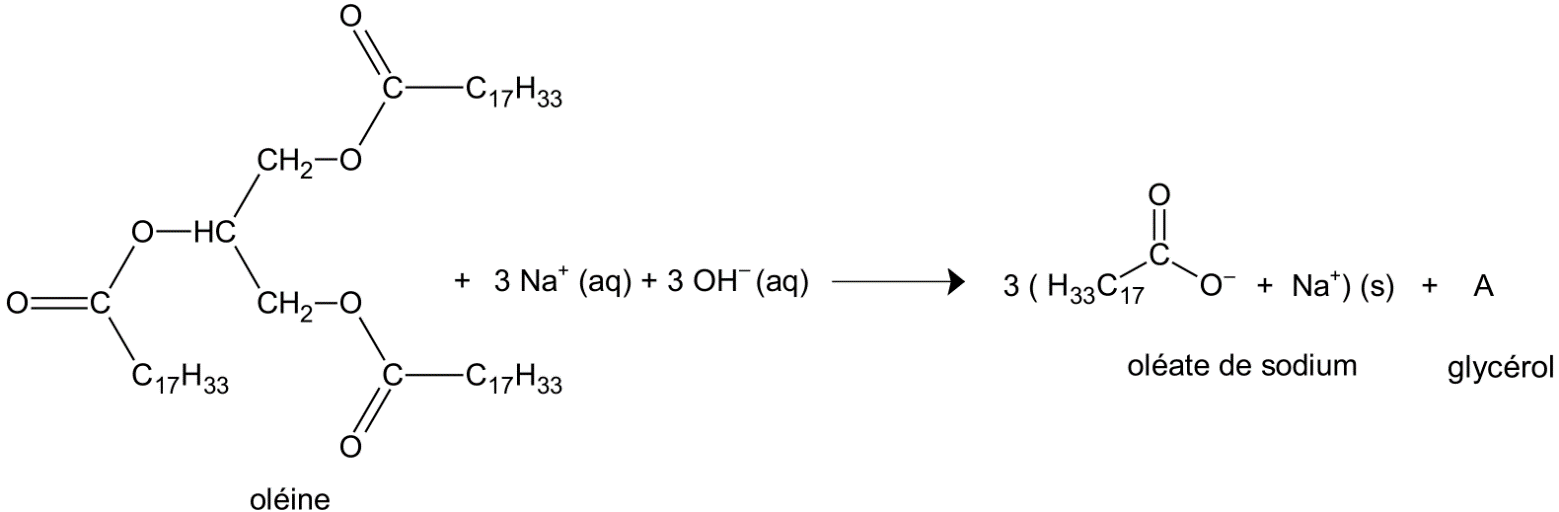 O
C C₁₇H₃₃
CH₂ O
O HC
O C
CH₂ O
C₁₇H₃₃
C C₁₇H₃₃
O
oléine
+ 3 Na⁺ (aq) + 3 OH⁻ (aq)
O
C
3 ( H₃₃C₁₇ O⁻ + Na⁺) (s) + A
oléate de sodium glycérol